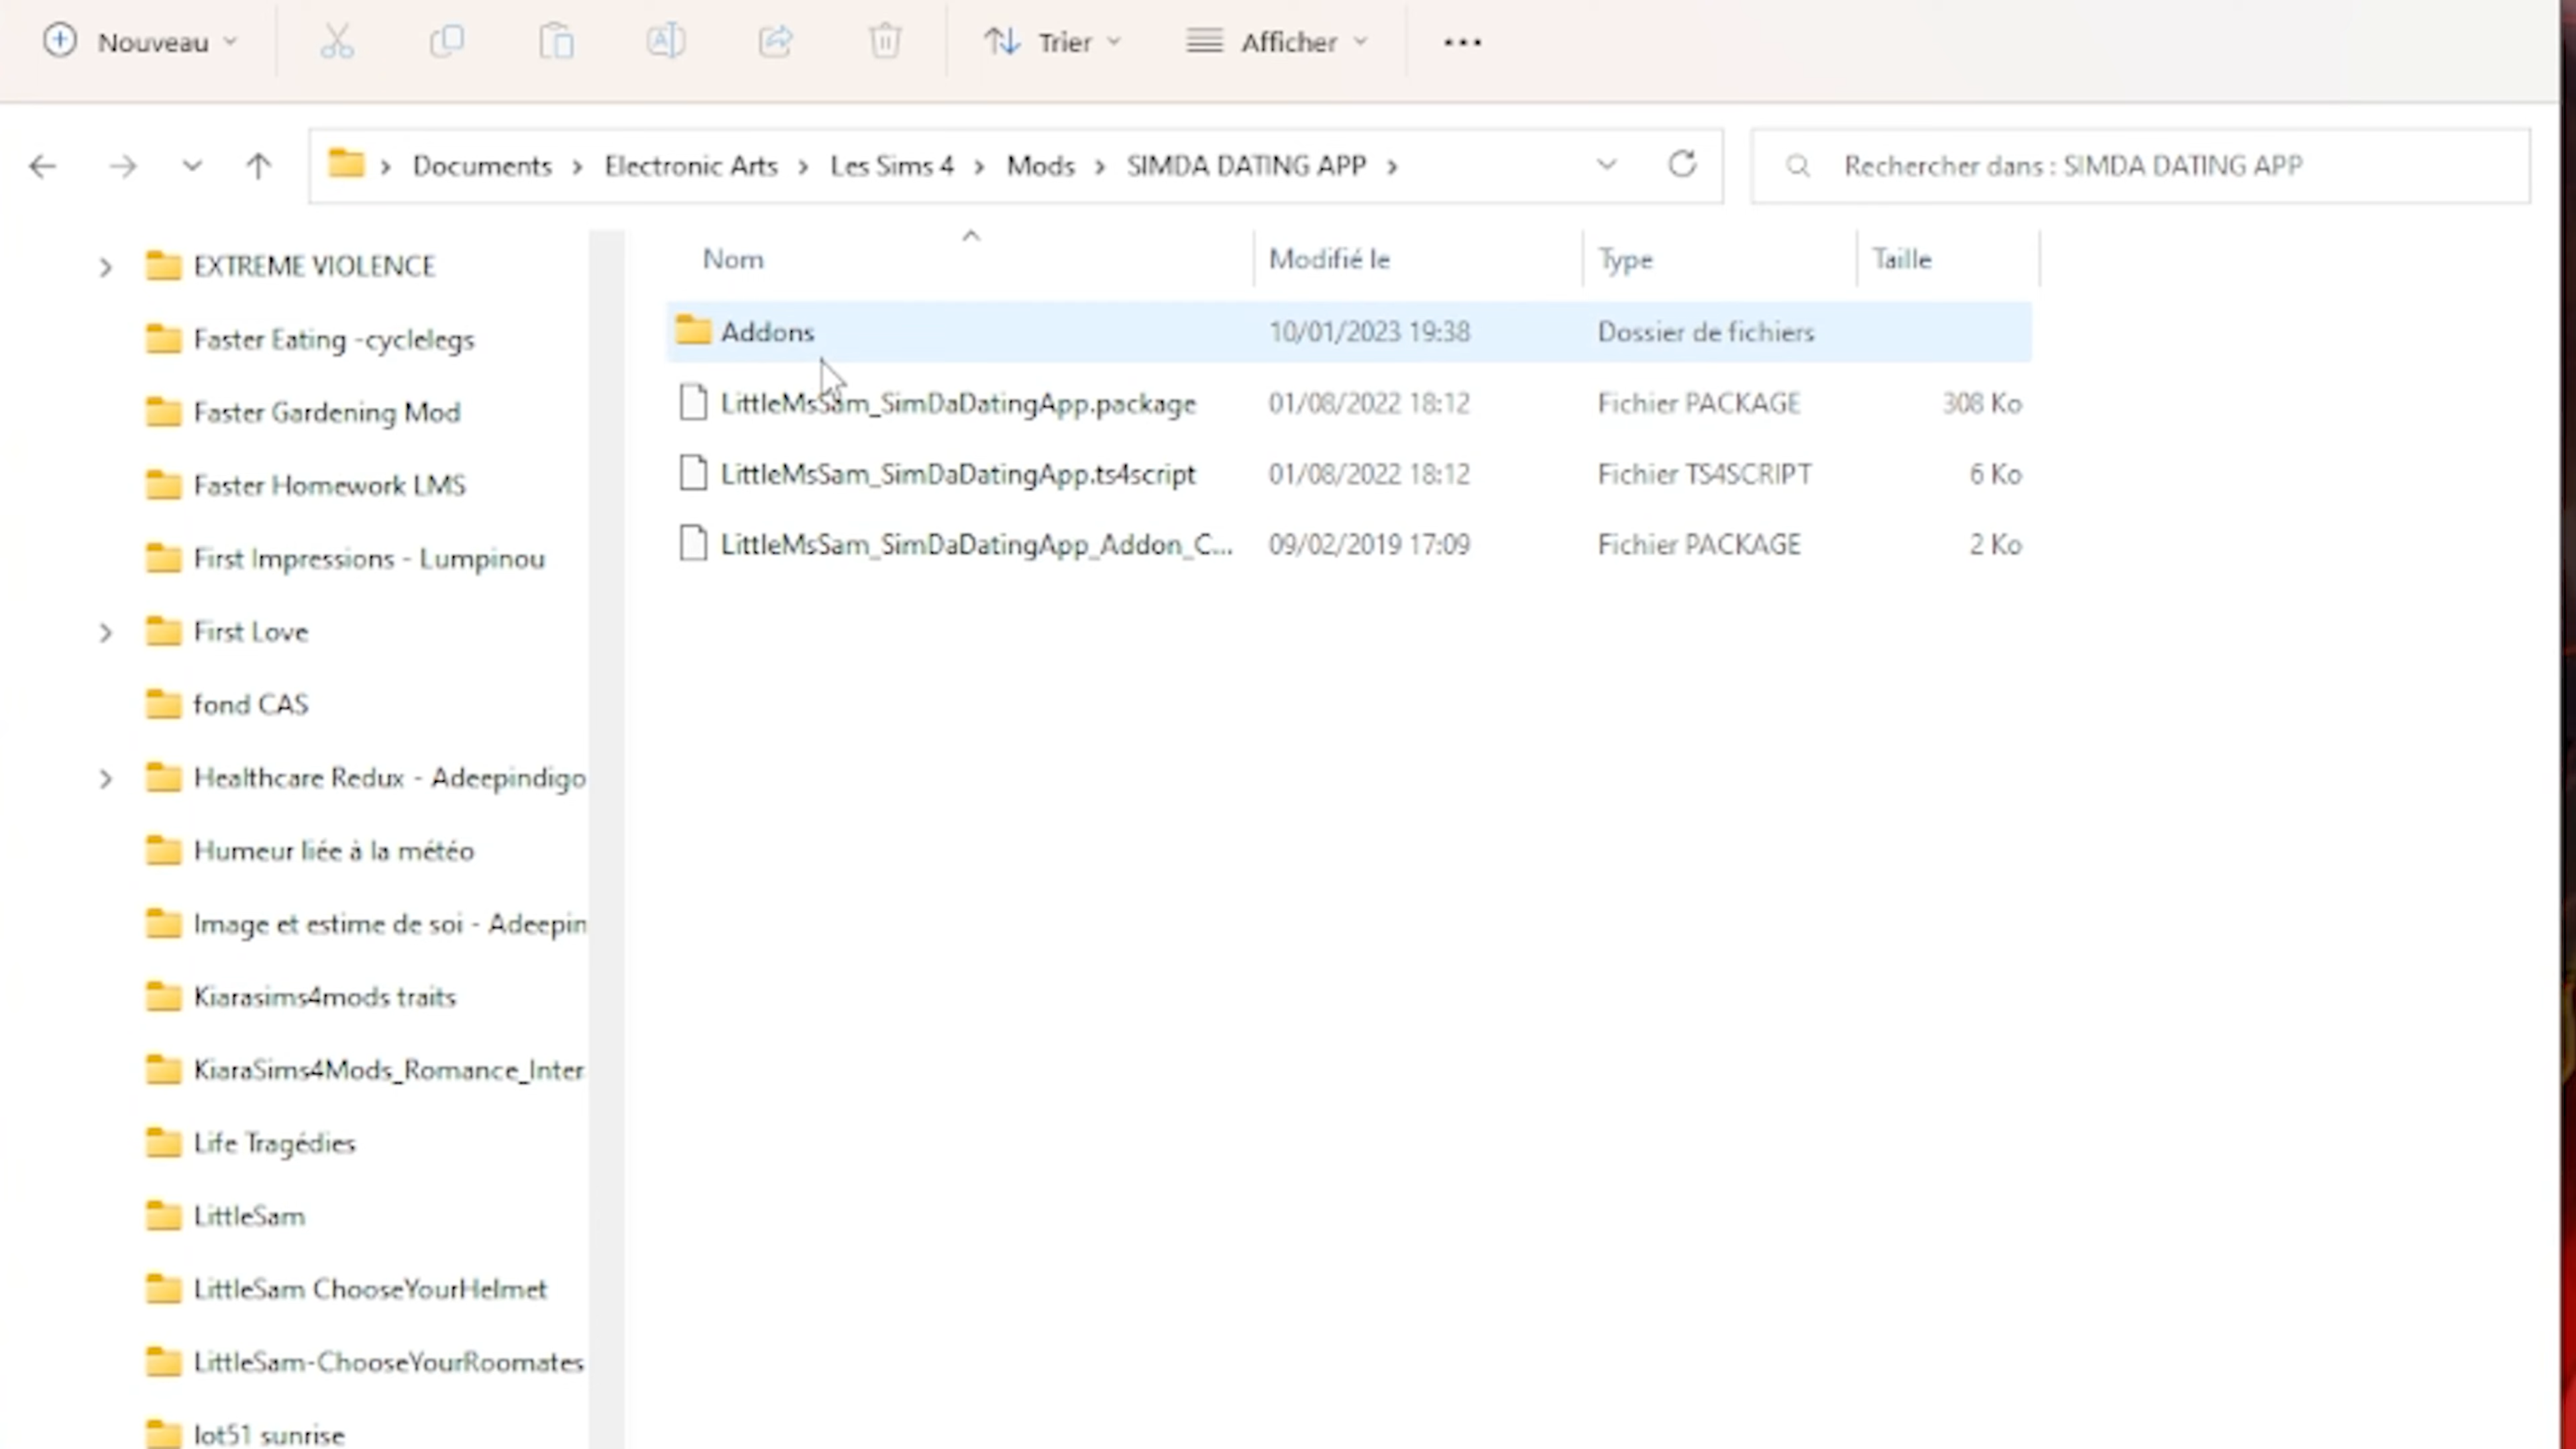 Nouveau
Trier
Afficher
Documents > Electronic Arts > Les Sims 4 > Mods > SIMDA DATING APP >
Rechercher dans : SIMDA DATING APP
EXTREME VIOLENCE
Faster Eating -cyclelegs
Faster Gardening Mod
Faster Homework LMS
First Impressions - Lumpinou
First Love
fond CAS
Healthcare Redux - Adeepindigo
Humeur liée à la météo
Image et estime de soi - Adeepin
Kiarasims4mods traits
KiaraSims4Mods_Romance_Inter
Life Tragédies
LittleSam
LittleSam ChooseYourHelmet
LittleSam-ChooseYourRoomates
lot51 sunrise
Nom Modifié le Type Taille
Addons 10/01/2023 19:38 Dossier de fichiers
LittleMsSam_SimDaDatingApp.package 01/08/2022 18:12 Fichier PACKAGE 308 Ko
LittleMsSam_SimDaDatingApp.ts4script 01/08/2022 18:12 Fichier TS4SCRIPT 6 Ko
LittleMsSam_SimDaDatingApp_Addon_C... 09/02/2019 17:09 Fichier PACKAGE 2 Ko